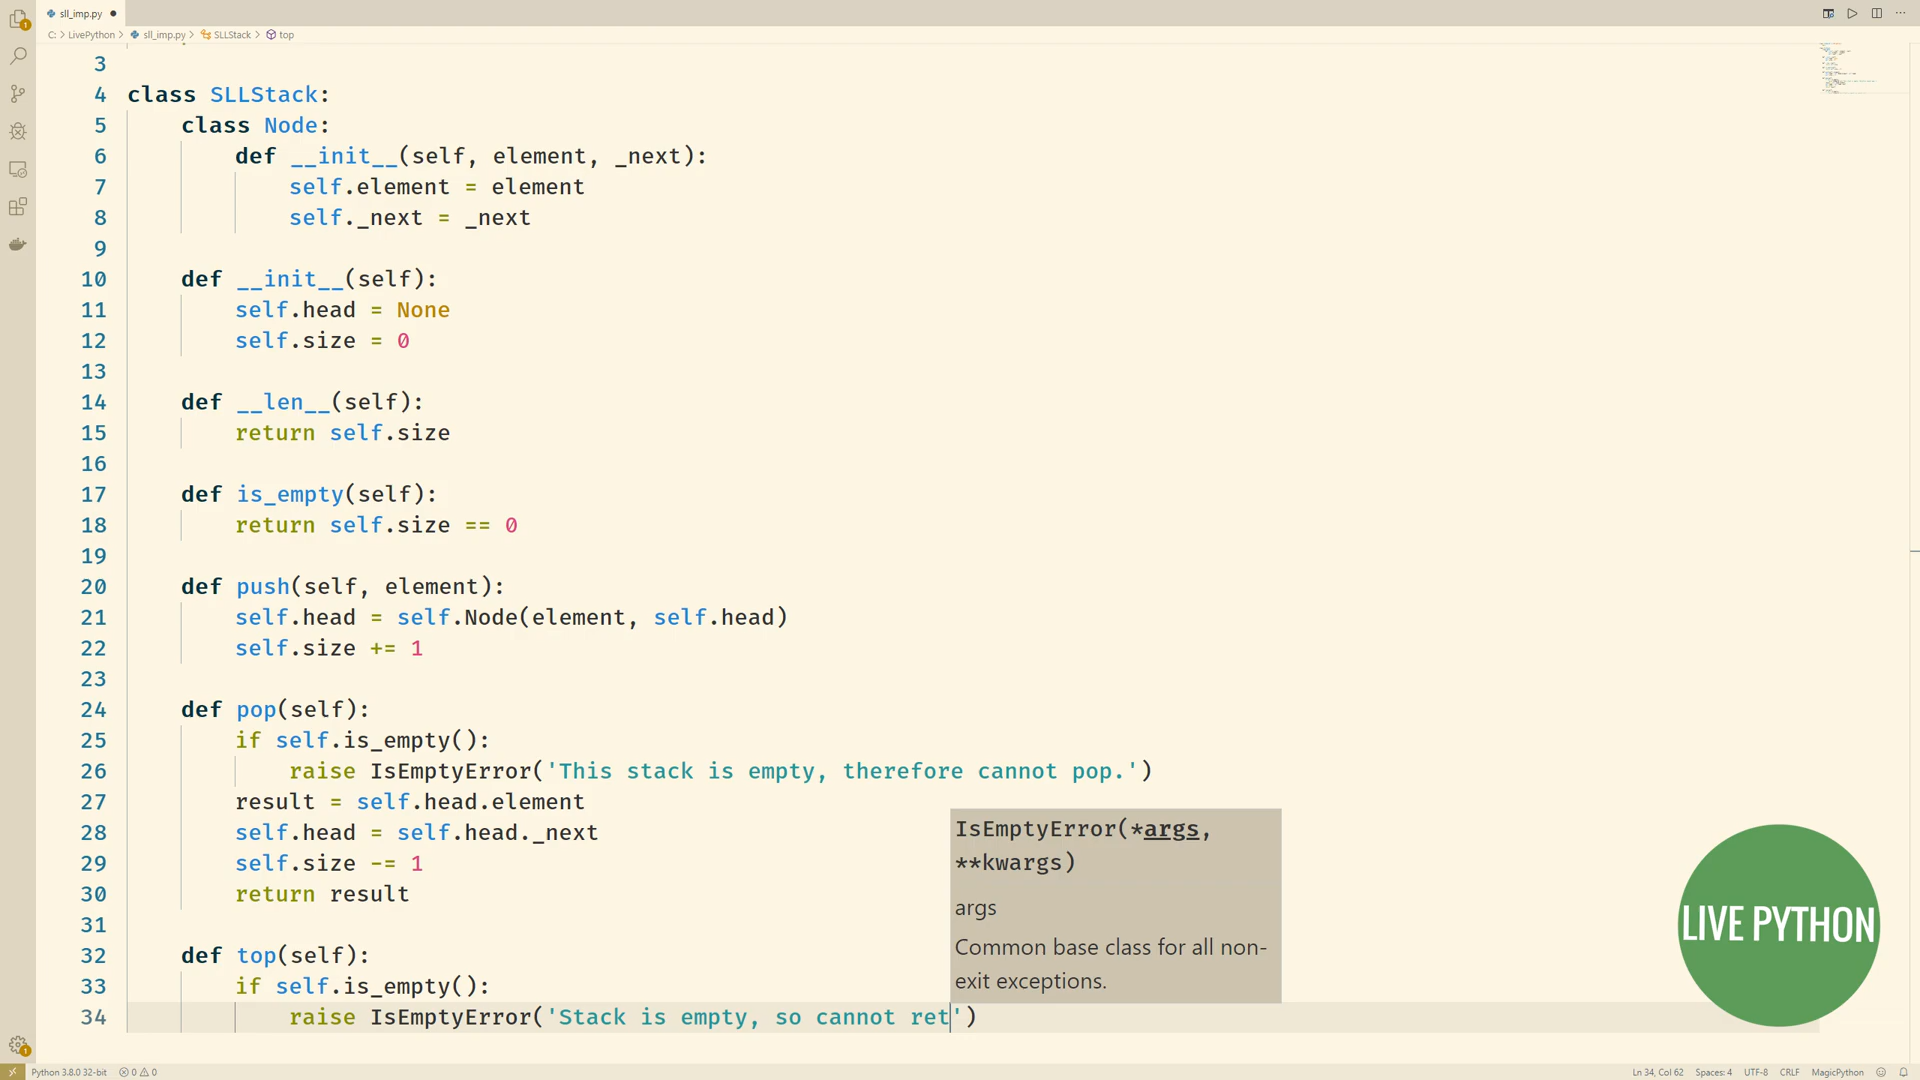 sll_imp.py
C: > LivePython > sll_imp.py > SLLStack > top
3
4 class SLLStack:
5     class Node:
6         def __init__(self, element, _next):
7             self.element = element
8             self._next = _next
9
10     def __init__(self):
11         self.head = None
12         self.size = 0
13
14     def __len__(self):
15         return self.size
16
17     def is_empty(self):
18         return self.size == 0
19
20     def push(self, element):
21         self.head = self.Node(element, self.head)
22         self.size += 1
23
24     def pop(self):
25         if self.is_empty():
26             raise IsEmptyError('This stack is empty, therefore cannot pop.')
27         result = self.head.element
28         self.head = self.head._next
29         self.size -= 1
30         return result
31
32     def top(self):
33         if self.is_empty():
34             raise IsEmptyError('Stack is empty, so cannot ret')
IsEmptyError(*args,
**kwargs)
args
Common base class for all non-
exit exceptions.
LIVE PYTHON
1
1
Python 3.8.0 32-bit 0 0 Ln 34, Col 62 Spaces: 4 UTF-8 CRLF MagicPython